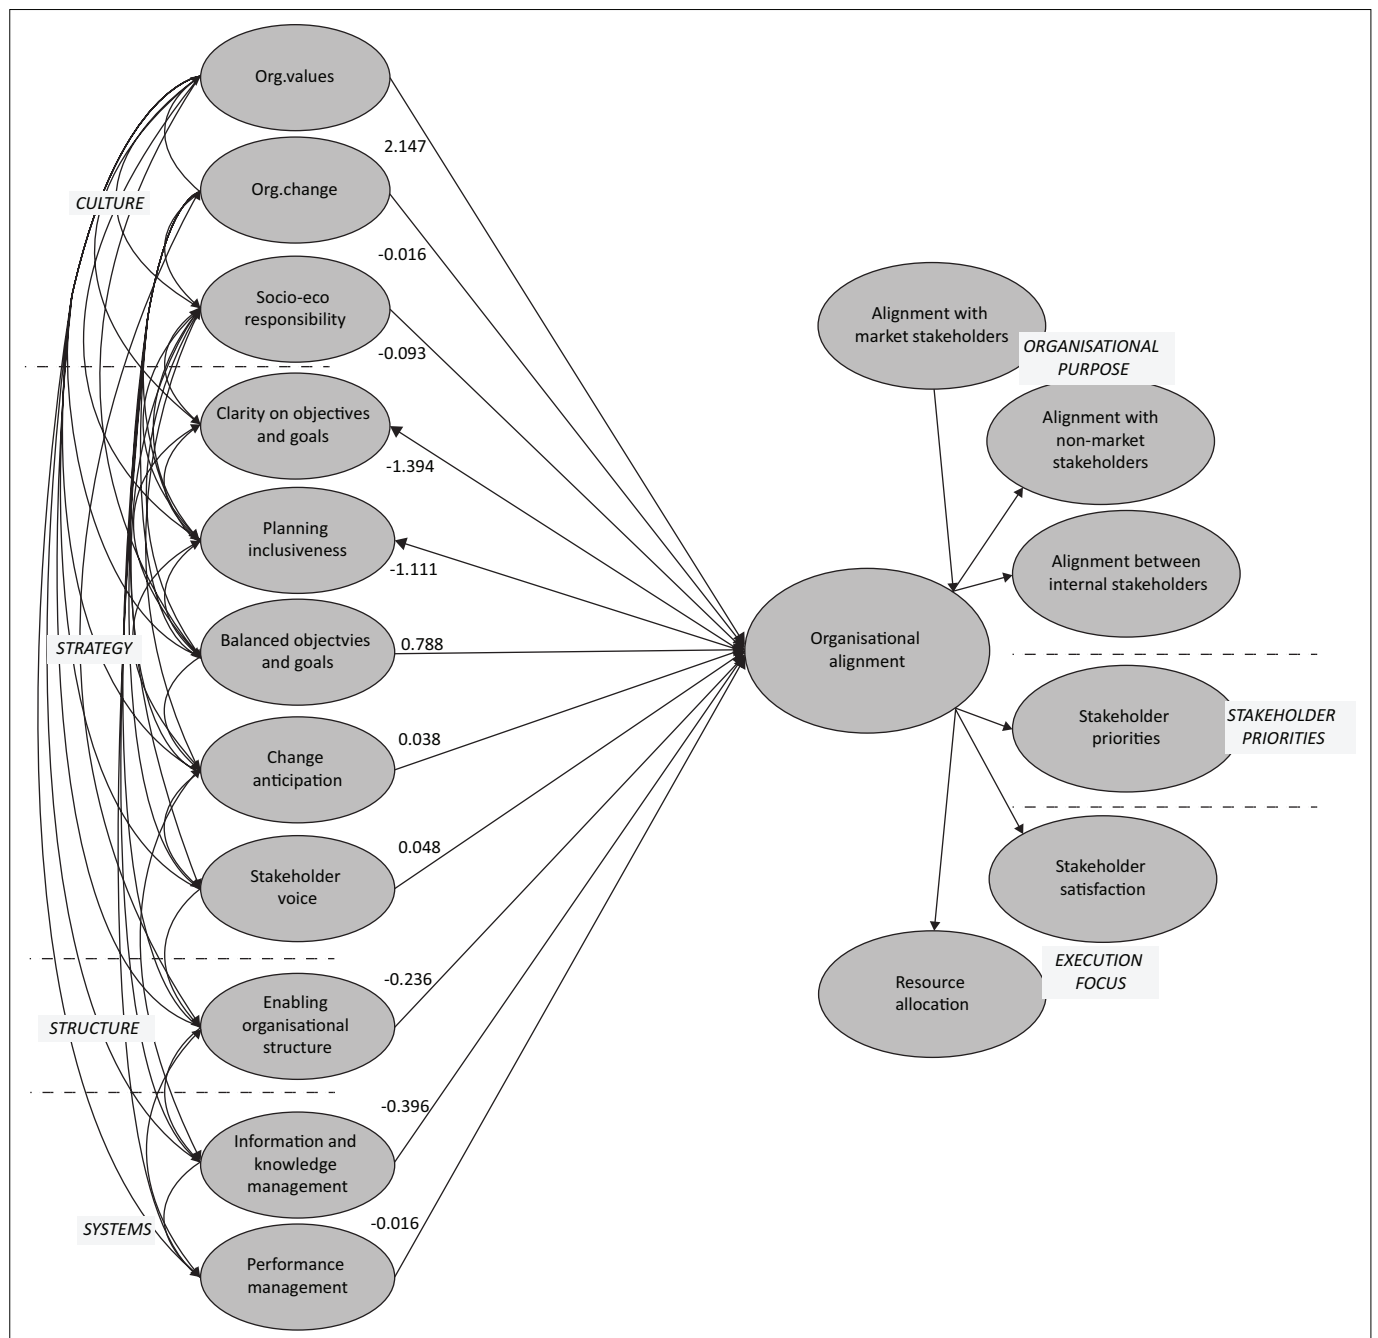 Org.values
2.147
Org.change
CULTURE
-0.016
Socio-eco
responsibility
-0.093
Clarity on objectives
and goals
-1.394
Planning
inclusiveness
-1.111
STRATEGY
Balanced objectvies
and goals
0.788
Change
anticipation
0.038
Stakeholder
voice
0.048
Enabling
organisational
structure
-0.236
STRUCTURE
Information and
knowledge
management
-0.396
SYSTEMS
Performance
management
-0.016
Organisational
alignment
Alignment with
market stakeholders
ORGANISATIONAL
PURPOSE
Alignment with
non-market
stakeholders
Alignment between
internal stakeholders
Stakeholder
priorities
STAKEHOLDER
PRIORITIES
Stakeholder
satisfaction
EXECUTION
FOCUS
Resource
allocation